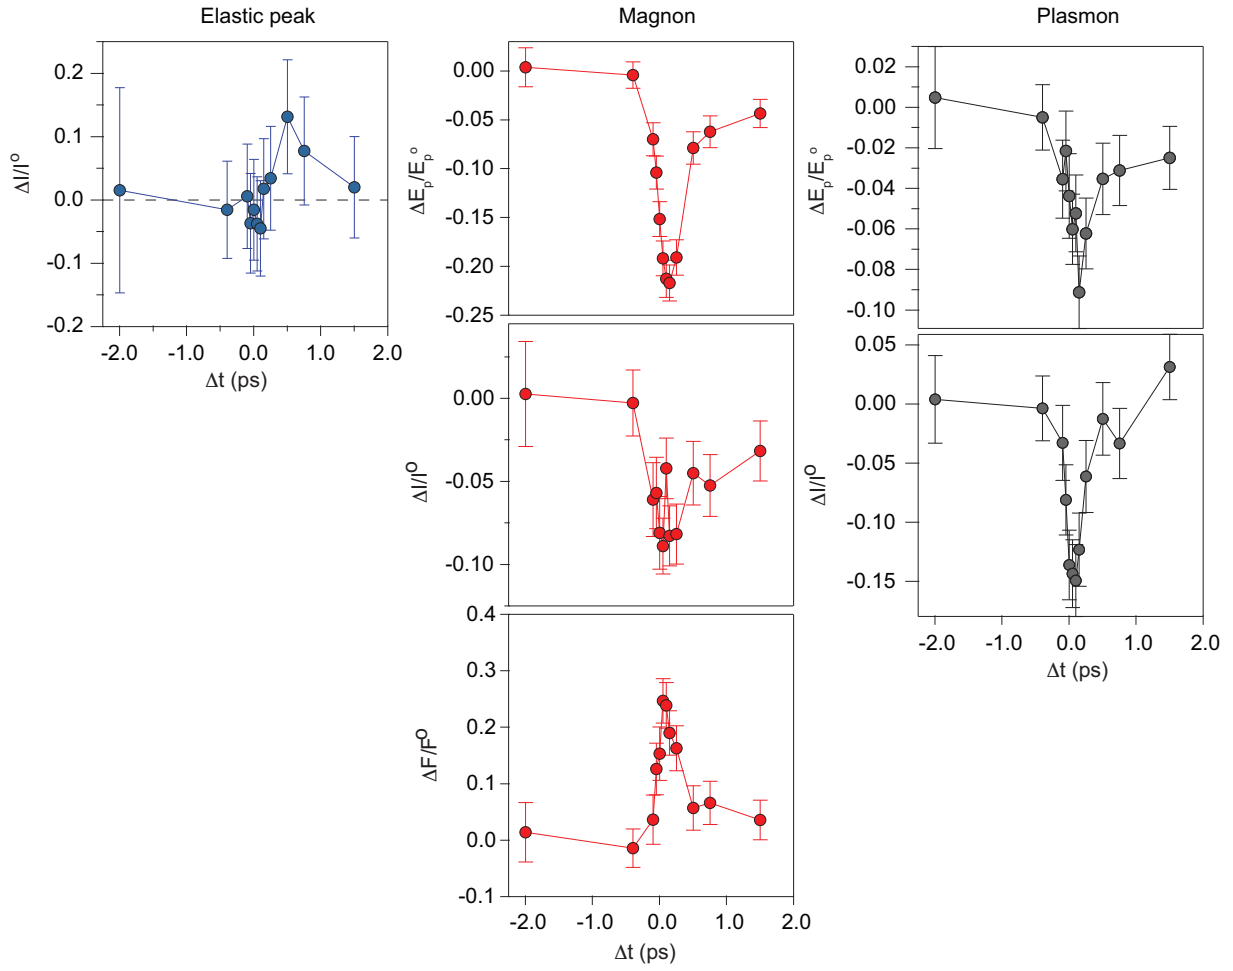 Elastic peak
0.2
0.1
0.0
-0.1
-0.2
ΔI/I°
-2.0 -1.0 0.0 1.0 2.0
Δt (ps)
Magnon
0.00
-0.05
-0.10
-0.15
-0.20
-0.25
ΔEp/Ep°
0.00
-0.05
-0.10
ΔI/I°
0.4
0.3
0.2
0.1
0.0
-0.1
ΔF/F°
-2.0 -1.0 0.0 1.0 2.0
Δt (ps)
Plasmon
0.02
0.00
-0.02
-0.04
-0.06
-0.08
-0.10
ΔEp/Ep°
0.05
0.00
-0.05
-0.10
-0.15
ΔI/I°
-2.0 -1.0 0.0 1.0 2.0
Δt (ps)